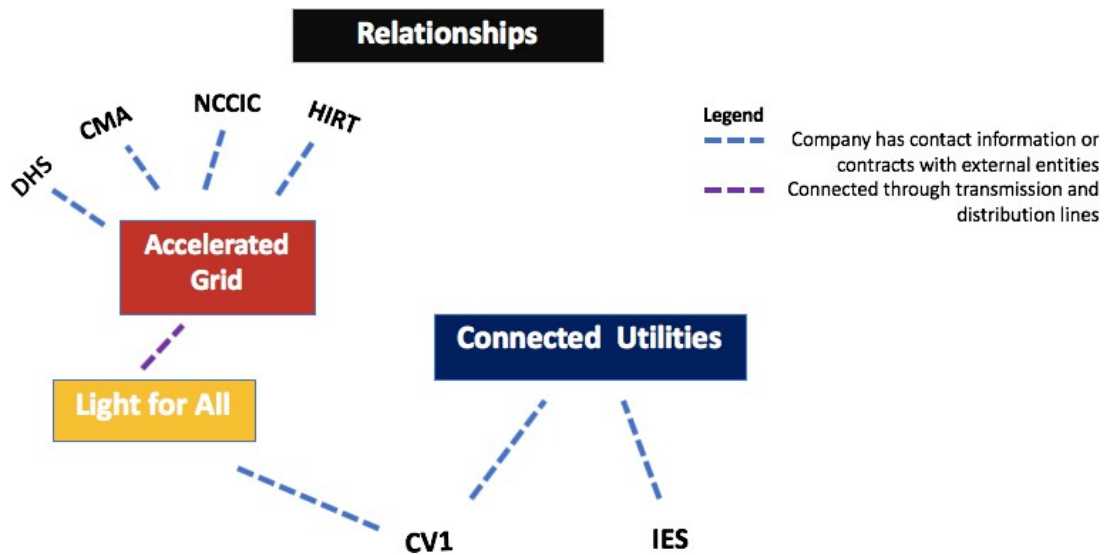 Relationships
NCCIC
CMA
HIRT
DHS
Legend
Company has contact information or
contracts with external entities
Connected through transmission and
distribution lines
Accelerated
Grid
Connected Utilities
Light for All
CV1
IES